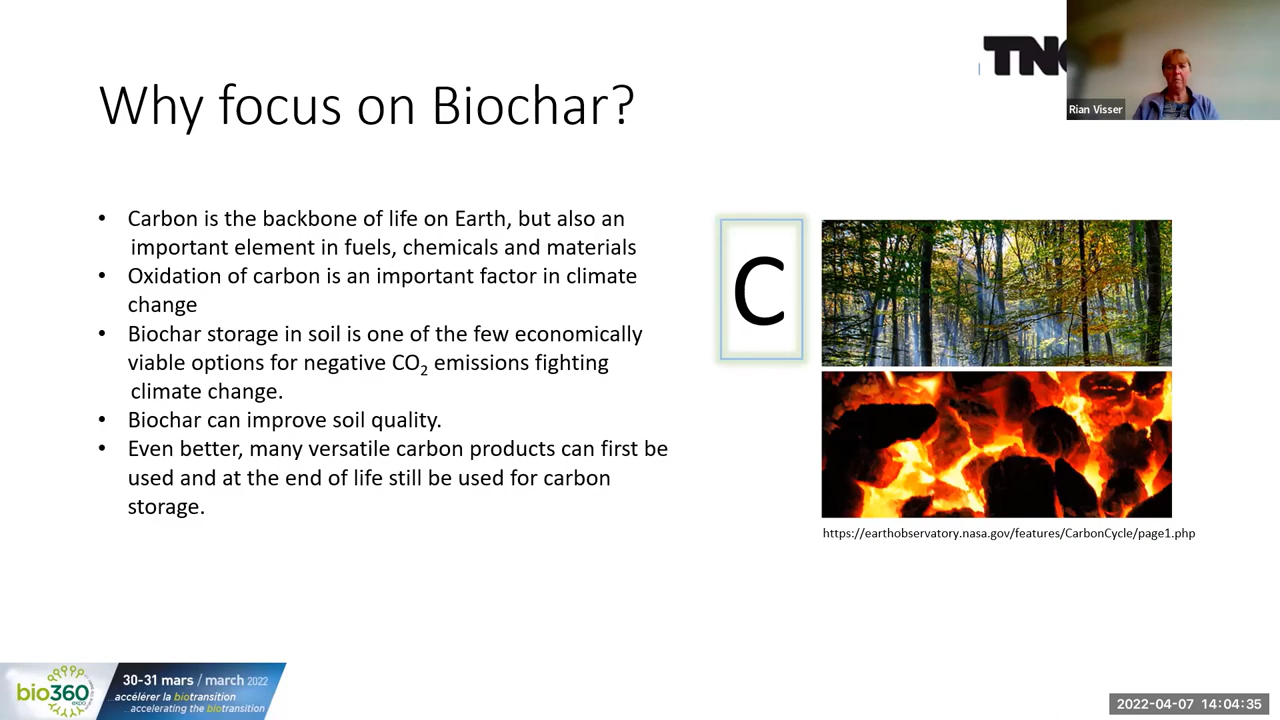 Why focus on Biochar?
TN
Rian Visser
• Carbon is the backbone of life on Earth, but also an
important element in fuels, chemicals and materials
• Oxidation of carbon is an important factor in climate
change
• Biochar storage in soil is one of the few economically
viable options for negative CO₂ emissions fighting
climate change.
• Biochar can improve soil quality.
• Even better, many versatile carbon products can first be
used and at the end of life still be used for carbon
storage.
C
https://earthobservatory.nasa.gov/features/CarbonCycle/page1.php
bio360
expo
30-31 mars / march 2022
...accélérer la biotransition
...accelerating the biotransition
2022-04-07 14:04:35